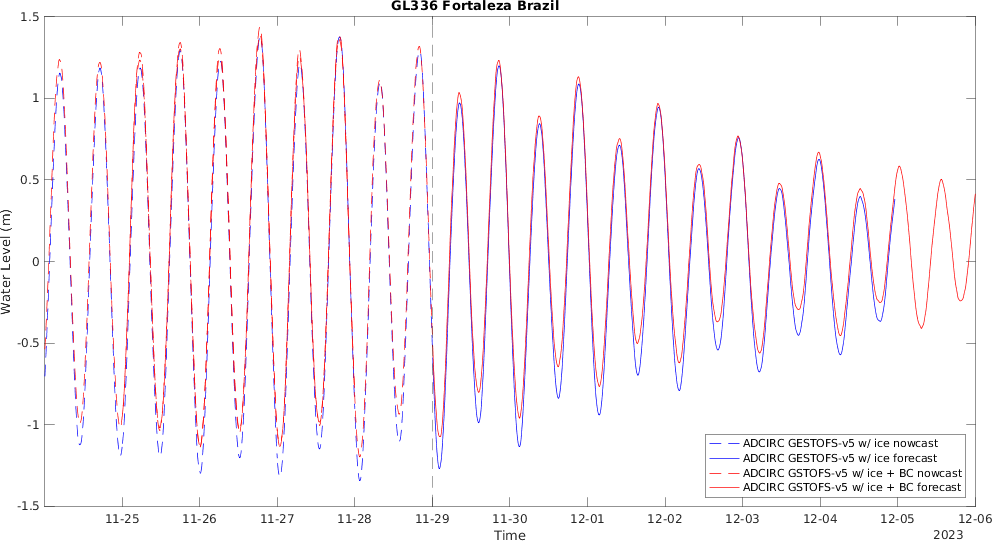 GL336 Fortaleza Brazil
Water Level (m)
1.5
1
0.5
0
-0.5
-1
-1.5
ADCIRC GESTOFS-v5 w/ ice nowcast
ADCIRC GESTOFS-v5 w/ ice forecast
ADCIRC GSTOFS-v5 w/ ice + BC nowcast
ADCIRC GSTOFS-v5 w/ ice + BC forecast
11-25 11-26 11-27 11-28 11-29 11-30 12-01 12-02 12-03 12-04 12-05 12-06
Time
2023